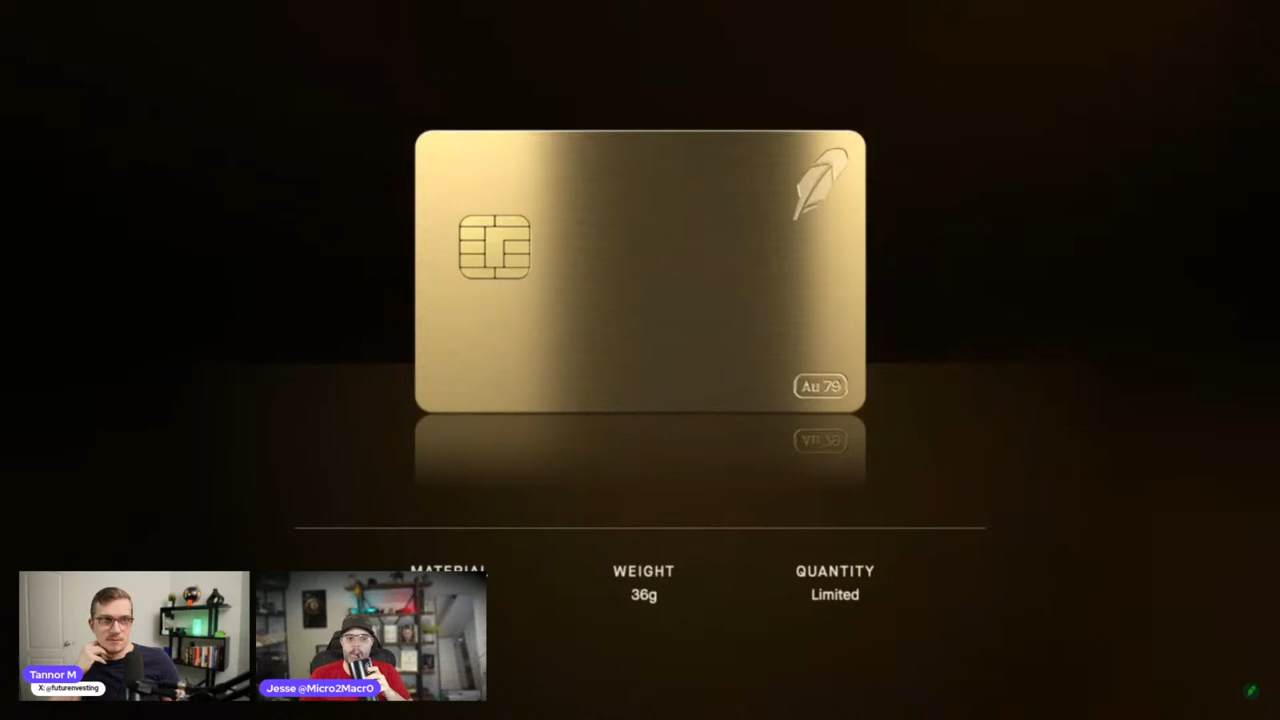 Au 79
MATERIAL
WEIGHT
QUANTITY
36g
Limited
Tannor M
X: @futurenvesting
Jesse @Micro2Macr0